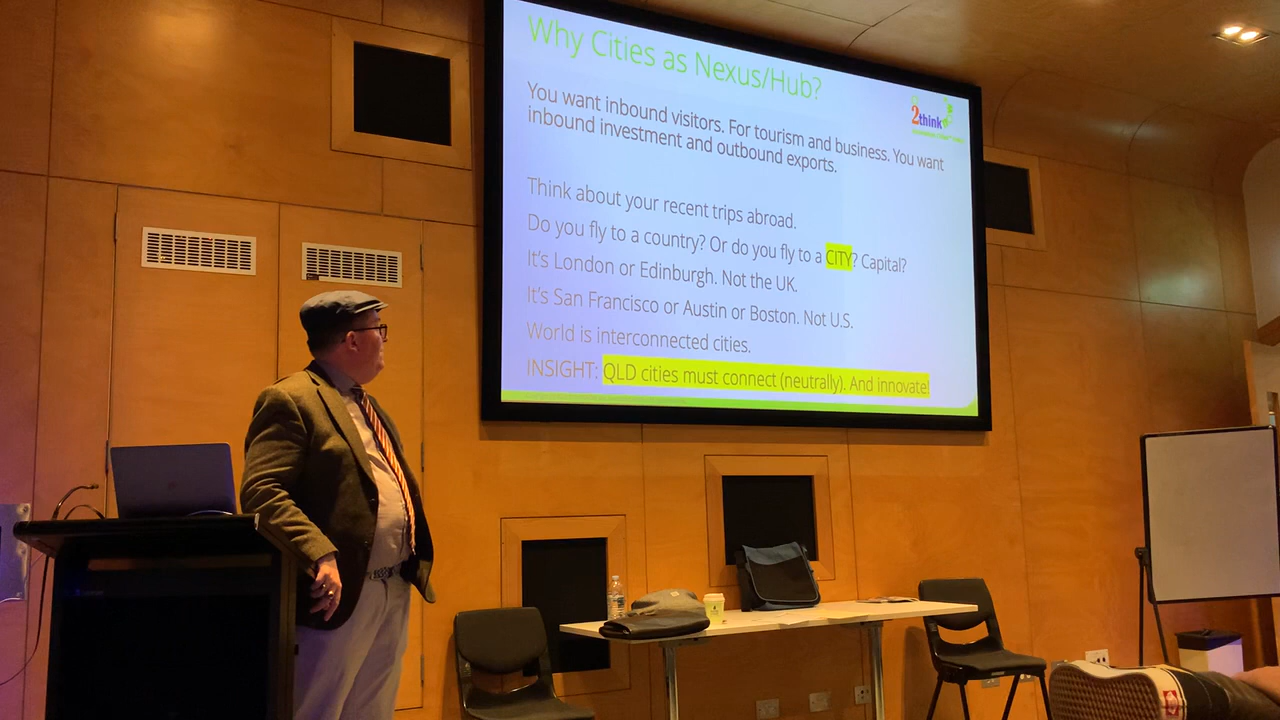 Why Cities as Nexus/Hub?
2think
You want inbound visitors. For tourism and business. You want
inbound investment and outbound exports.
Think about your recent trips abroad.
Do you fly to a country? Or do you fly to a CITY? Capital?
It's London or Edinburgh. Not the UK.
It's San Francisco or Austin or Boston. Not U.S.
World is interconnected cities.
INSIGHT: QLD cities must connect (neutrally). And innovate!